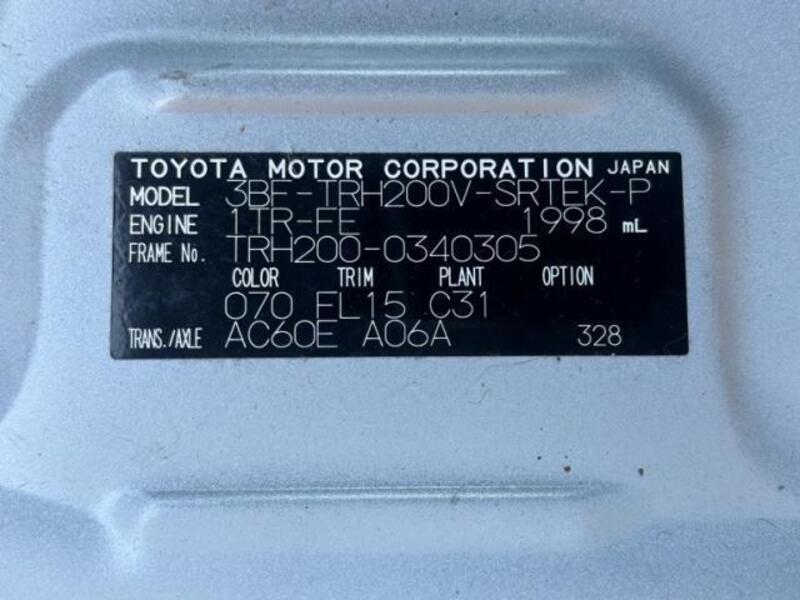 TOYOTA MOTOR CORPORATION JAPAN
MODEL 3BF-TRH200V-SRTEK-P
ENGINE 1TR-FE 1998 mL
FRAME No. TRH200-0340305
COLOR TRIM PLANT OPTION
070 FL15 C31
TRANS./AXLE AC60E A06A 328